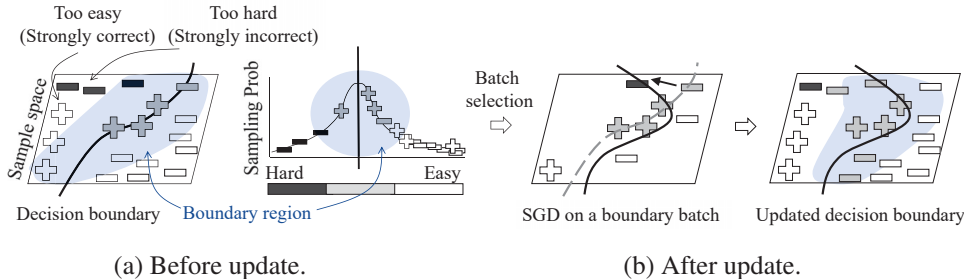 Too easy
(Strongly correct)
Too hard
(Strongly incorrect)
Sample space
Decision boundary
Boundary region
Sampling Prob
Hard
Easy
Batch
selection
SGD on a boundary batch
Updated decision boundary
(a) Before update.
(b) After update.